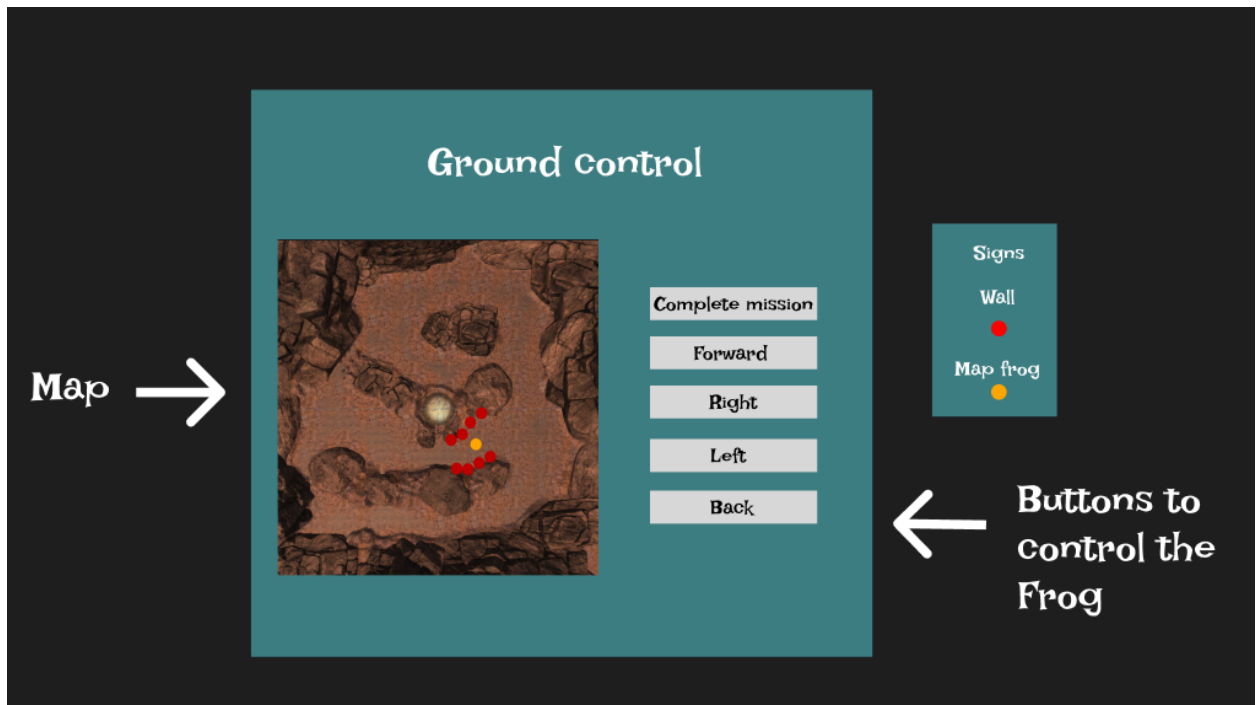 Ground control
Map
Complete mission
Forward
Right
Left
Back
Signs
Wall
Map frog
Buttons to
control the
Frog